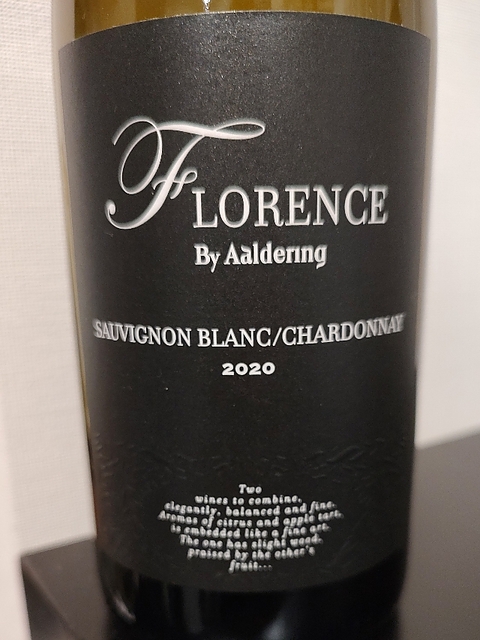 FLORENCE
By Aaldering
SAUVIGNON BLANC/CHARDONNAY
2020
Two
wines to combine,
elegantly, balanced and fine.
Aromas of citrus and apple tart,
is embedded like a fine art.
The one has slight wood,
praised by the other's
fruit...